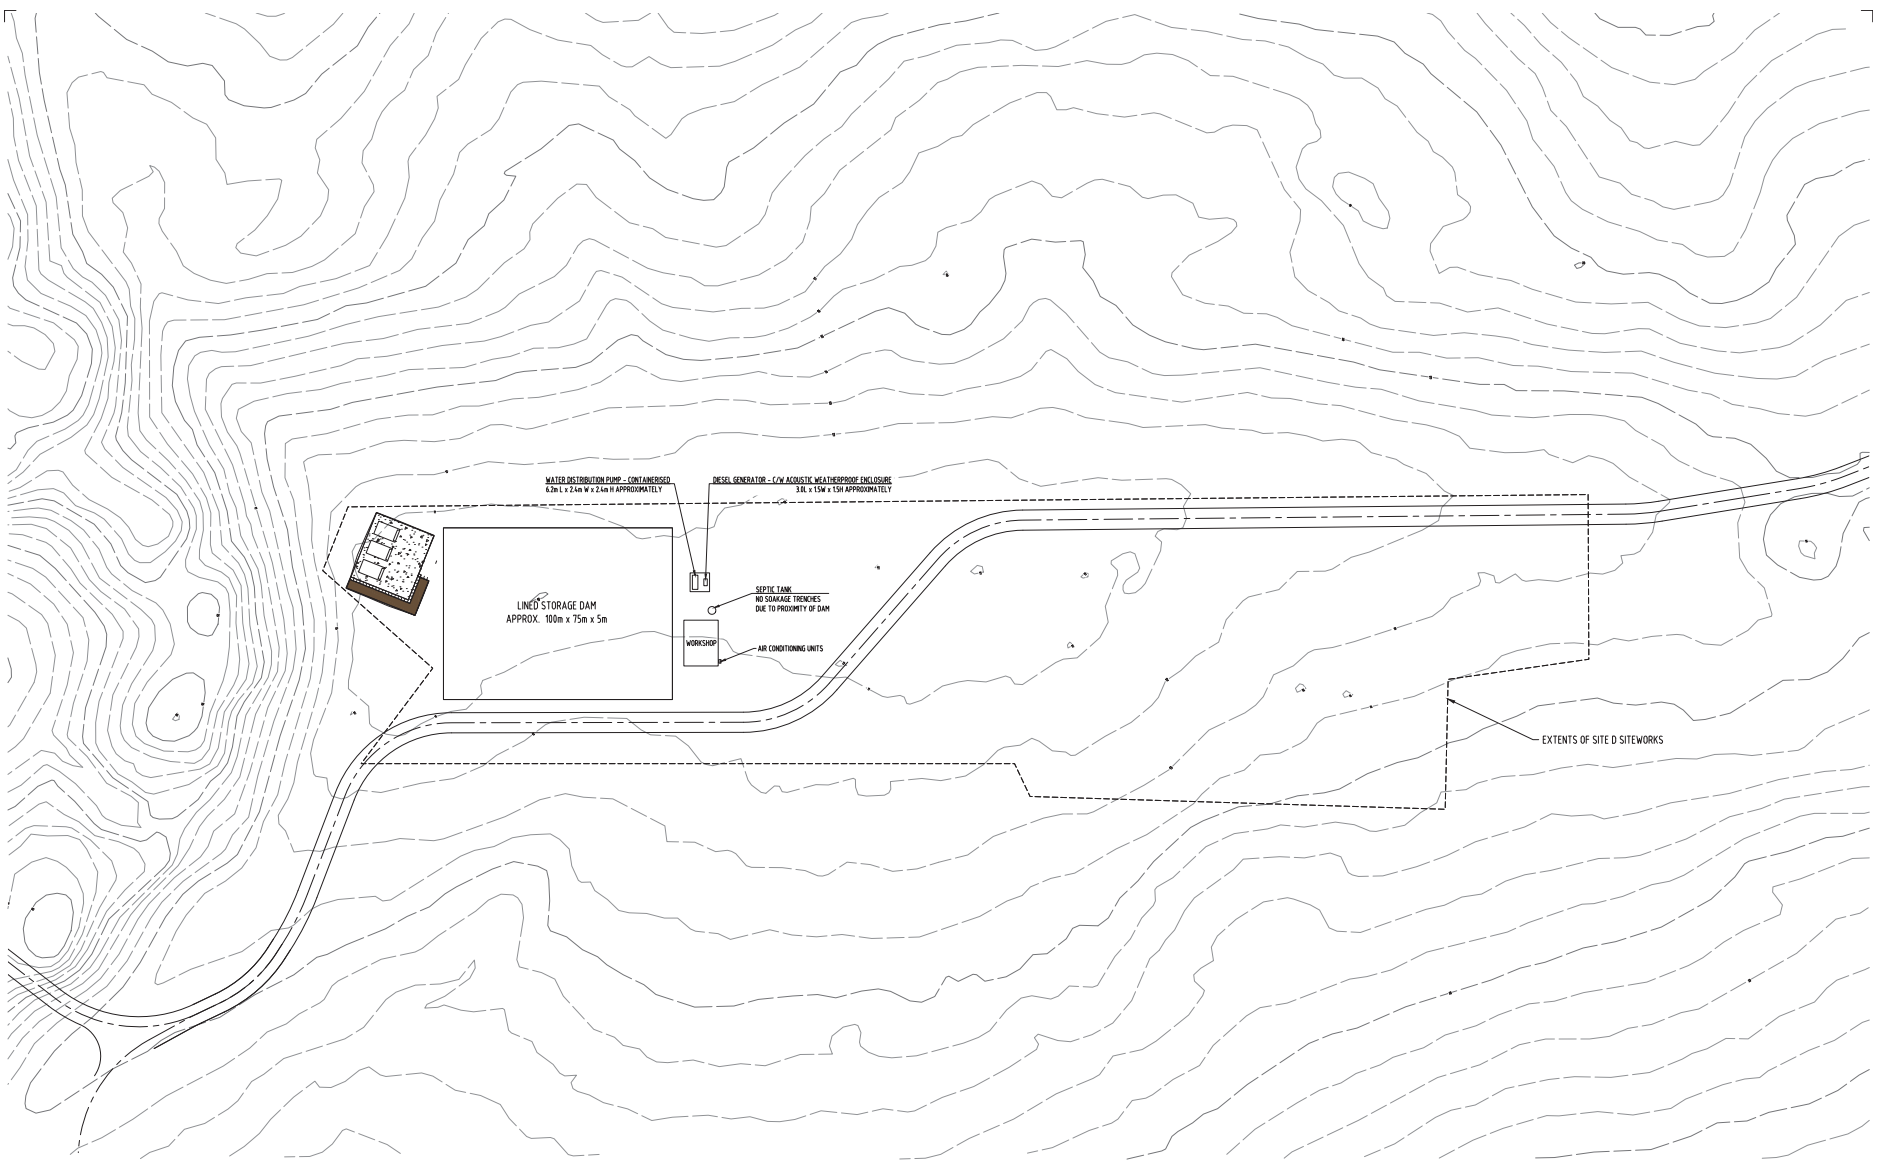 WATER DISTRIBUTION PUMP - CONTAINERISED
6.2m L x 2.4m W x 2.4m H APPROXIMATELY
DIESEL GENERATOR - C/W ACOUSTIC WEATHERPROOF ENCLOSURE
3.0L x 1.5W x 1.5H APPROXIMATELY
SEPTIC TANK
NO SOAKAGE TRENCHES
DUE TO PROXIMITY OF DAM
LINED STORAGE DAM
APPROX. 100m x 75m x 5m
WORKSHOP
AIR CONDITIONING UNITS
EXTENTS OF SITE D SITEWORKS